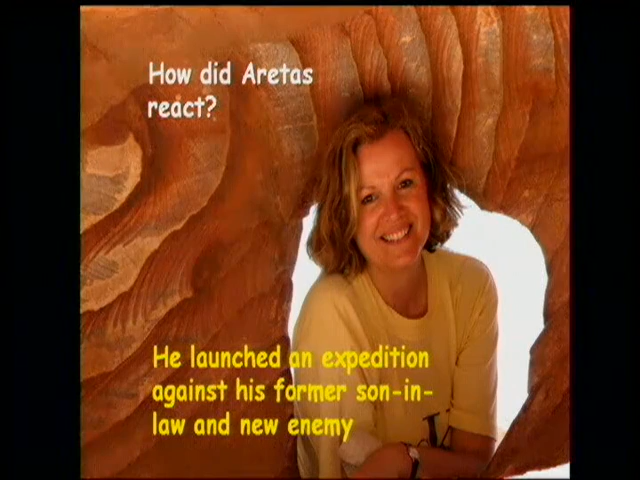 How did Aretas
react?
He launched an expedition
against his former son-in-
law and new enemy